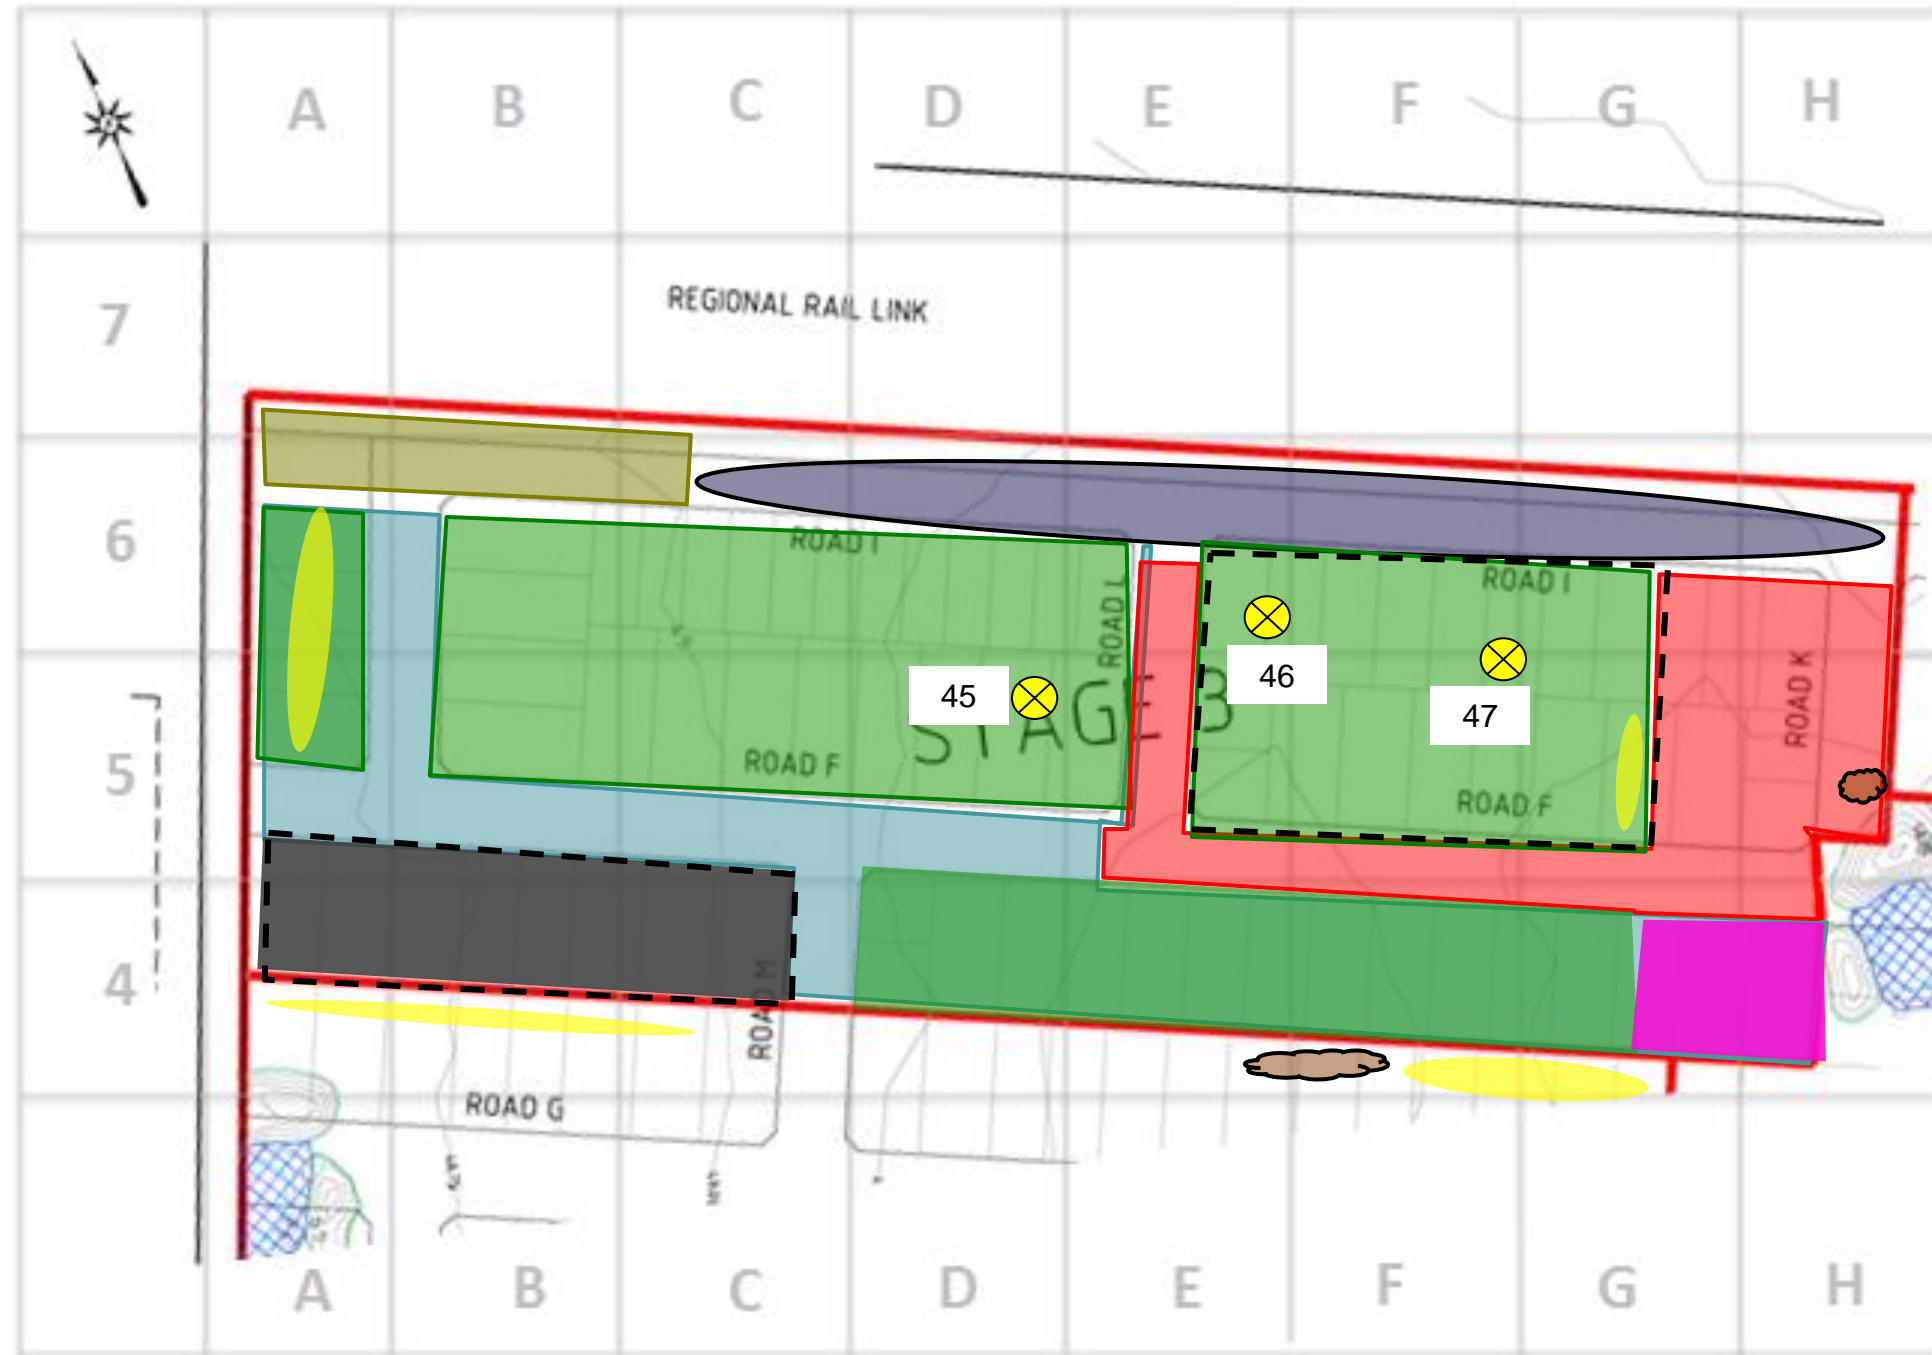 A B C D E F G H
7
REGIONAL RAIL LINK
6
ROAD I
ROAD I
ROAD L
45
46
47
STAGE 3
ROAD K
5
ROAD F
ROAD F
4
ROAD M
ROAD G
A B C D E F G H